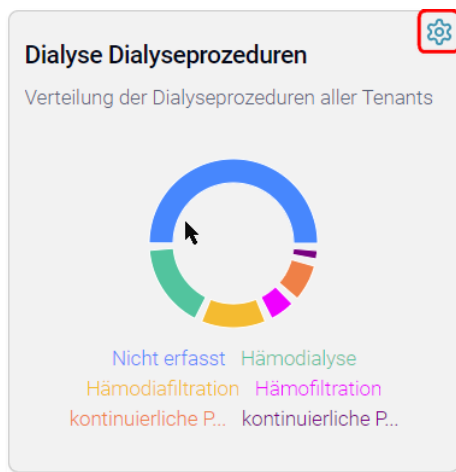 Dialyse Dialyseprozeduren
Verteilung der Dialyseprozeduren aller Tenants
Nicht erfasst Hämodialyse
Hämodiafiltration Hämofiltration
kontinuierliche P... kontinuierliche P...